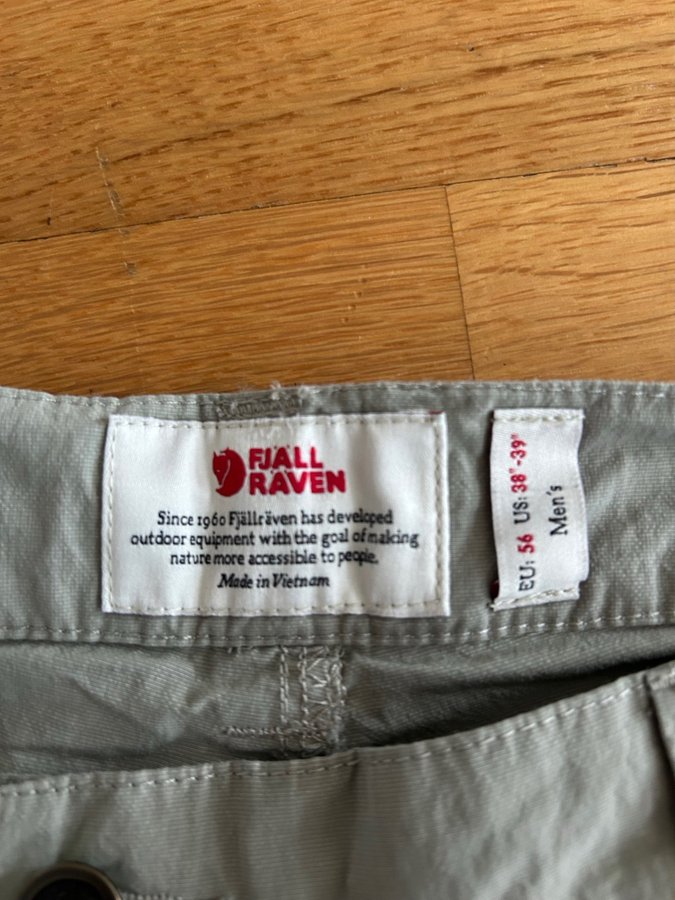 FJÄLL
RÄVEN
Since 1960 Fjällräven has developed
outdoor equipment with the goal of making
nature more accessible to people.
Made in Vietnam
EU: 56 US: 38"-39"
Men's